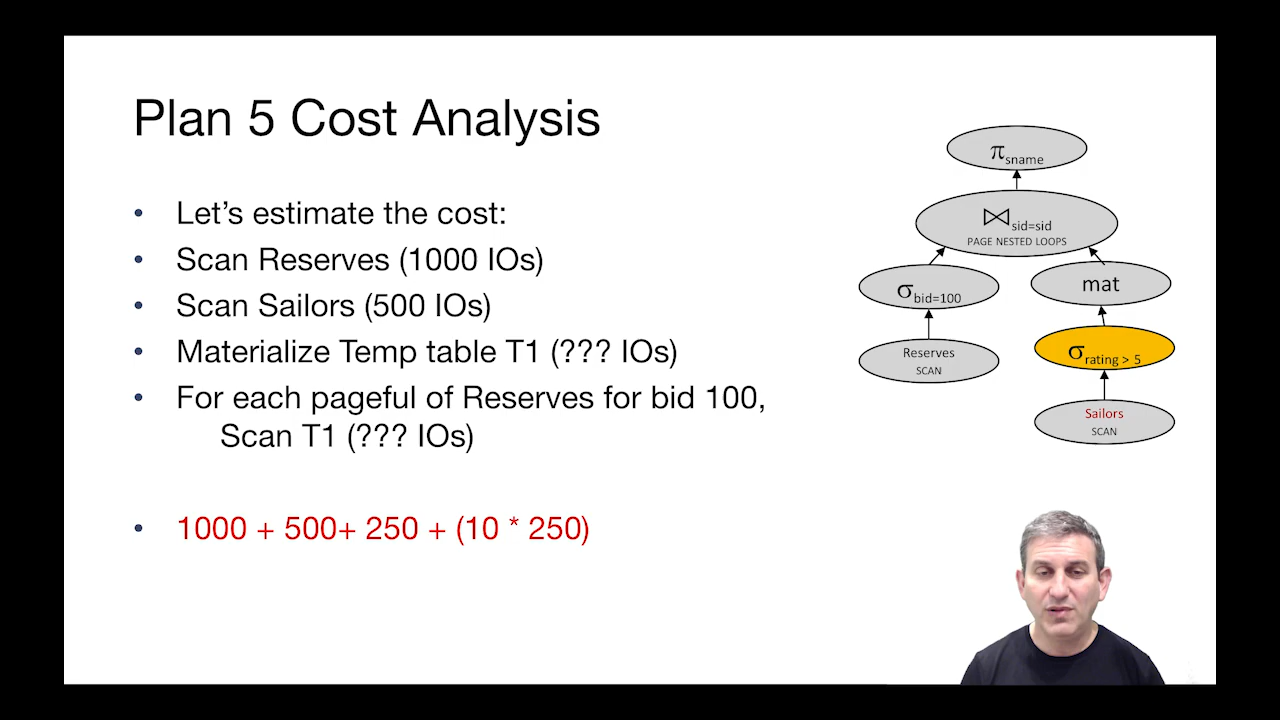 Plan 5 Cost Analysis
• Let’s estimate the cost:
• Scan Reserves (1000 IOs)
• Scan Sailors (500 IOs)
• Materialize Temp table T1 (??? IOs)
• For each pageful of Reserves for bid 100,
Scan T1 (??? IOs)
• 1000 + 500+ 250 + (10 * 250)
π sname
⋈ sid=sid
PAGE NESTED LOOPS
σ bid=100
mat
Reserves
SCAN
σ rating > 5
Sailors
SCAN